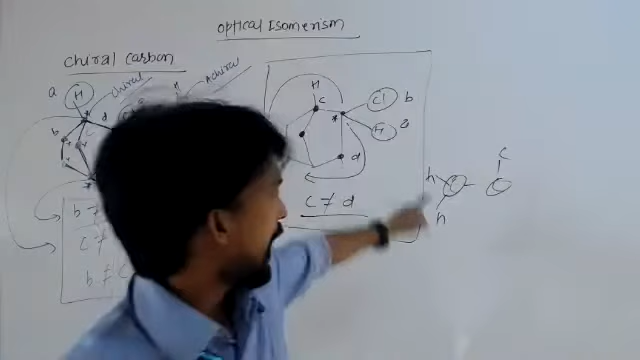 optical Isomerism
chiral carbon
chiral
Achiral
a
H
b
d
H
c
Cl
b
H
a
d
c ≠ d
b ≠
c ≠
b ≠ c
h
h
c